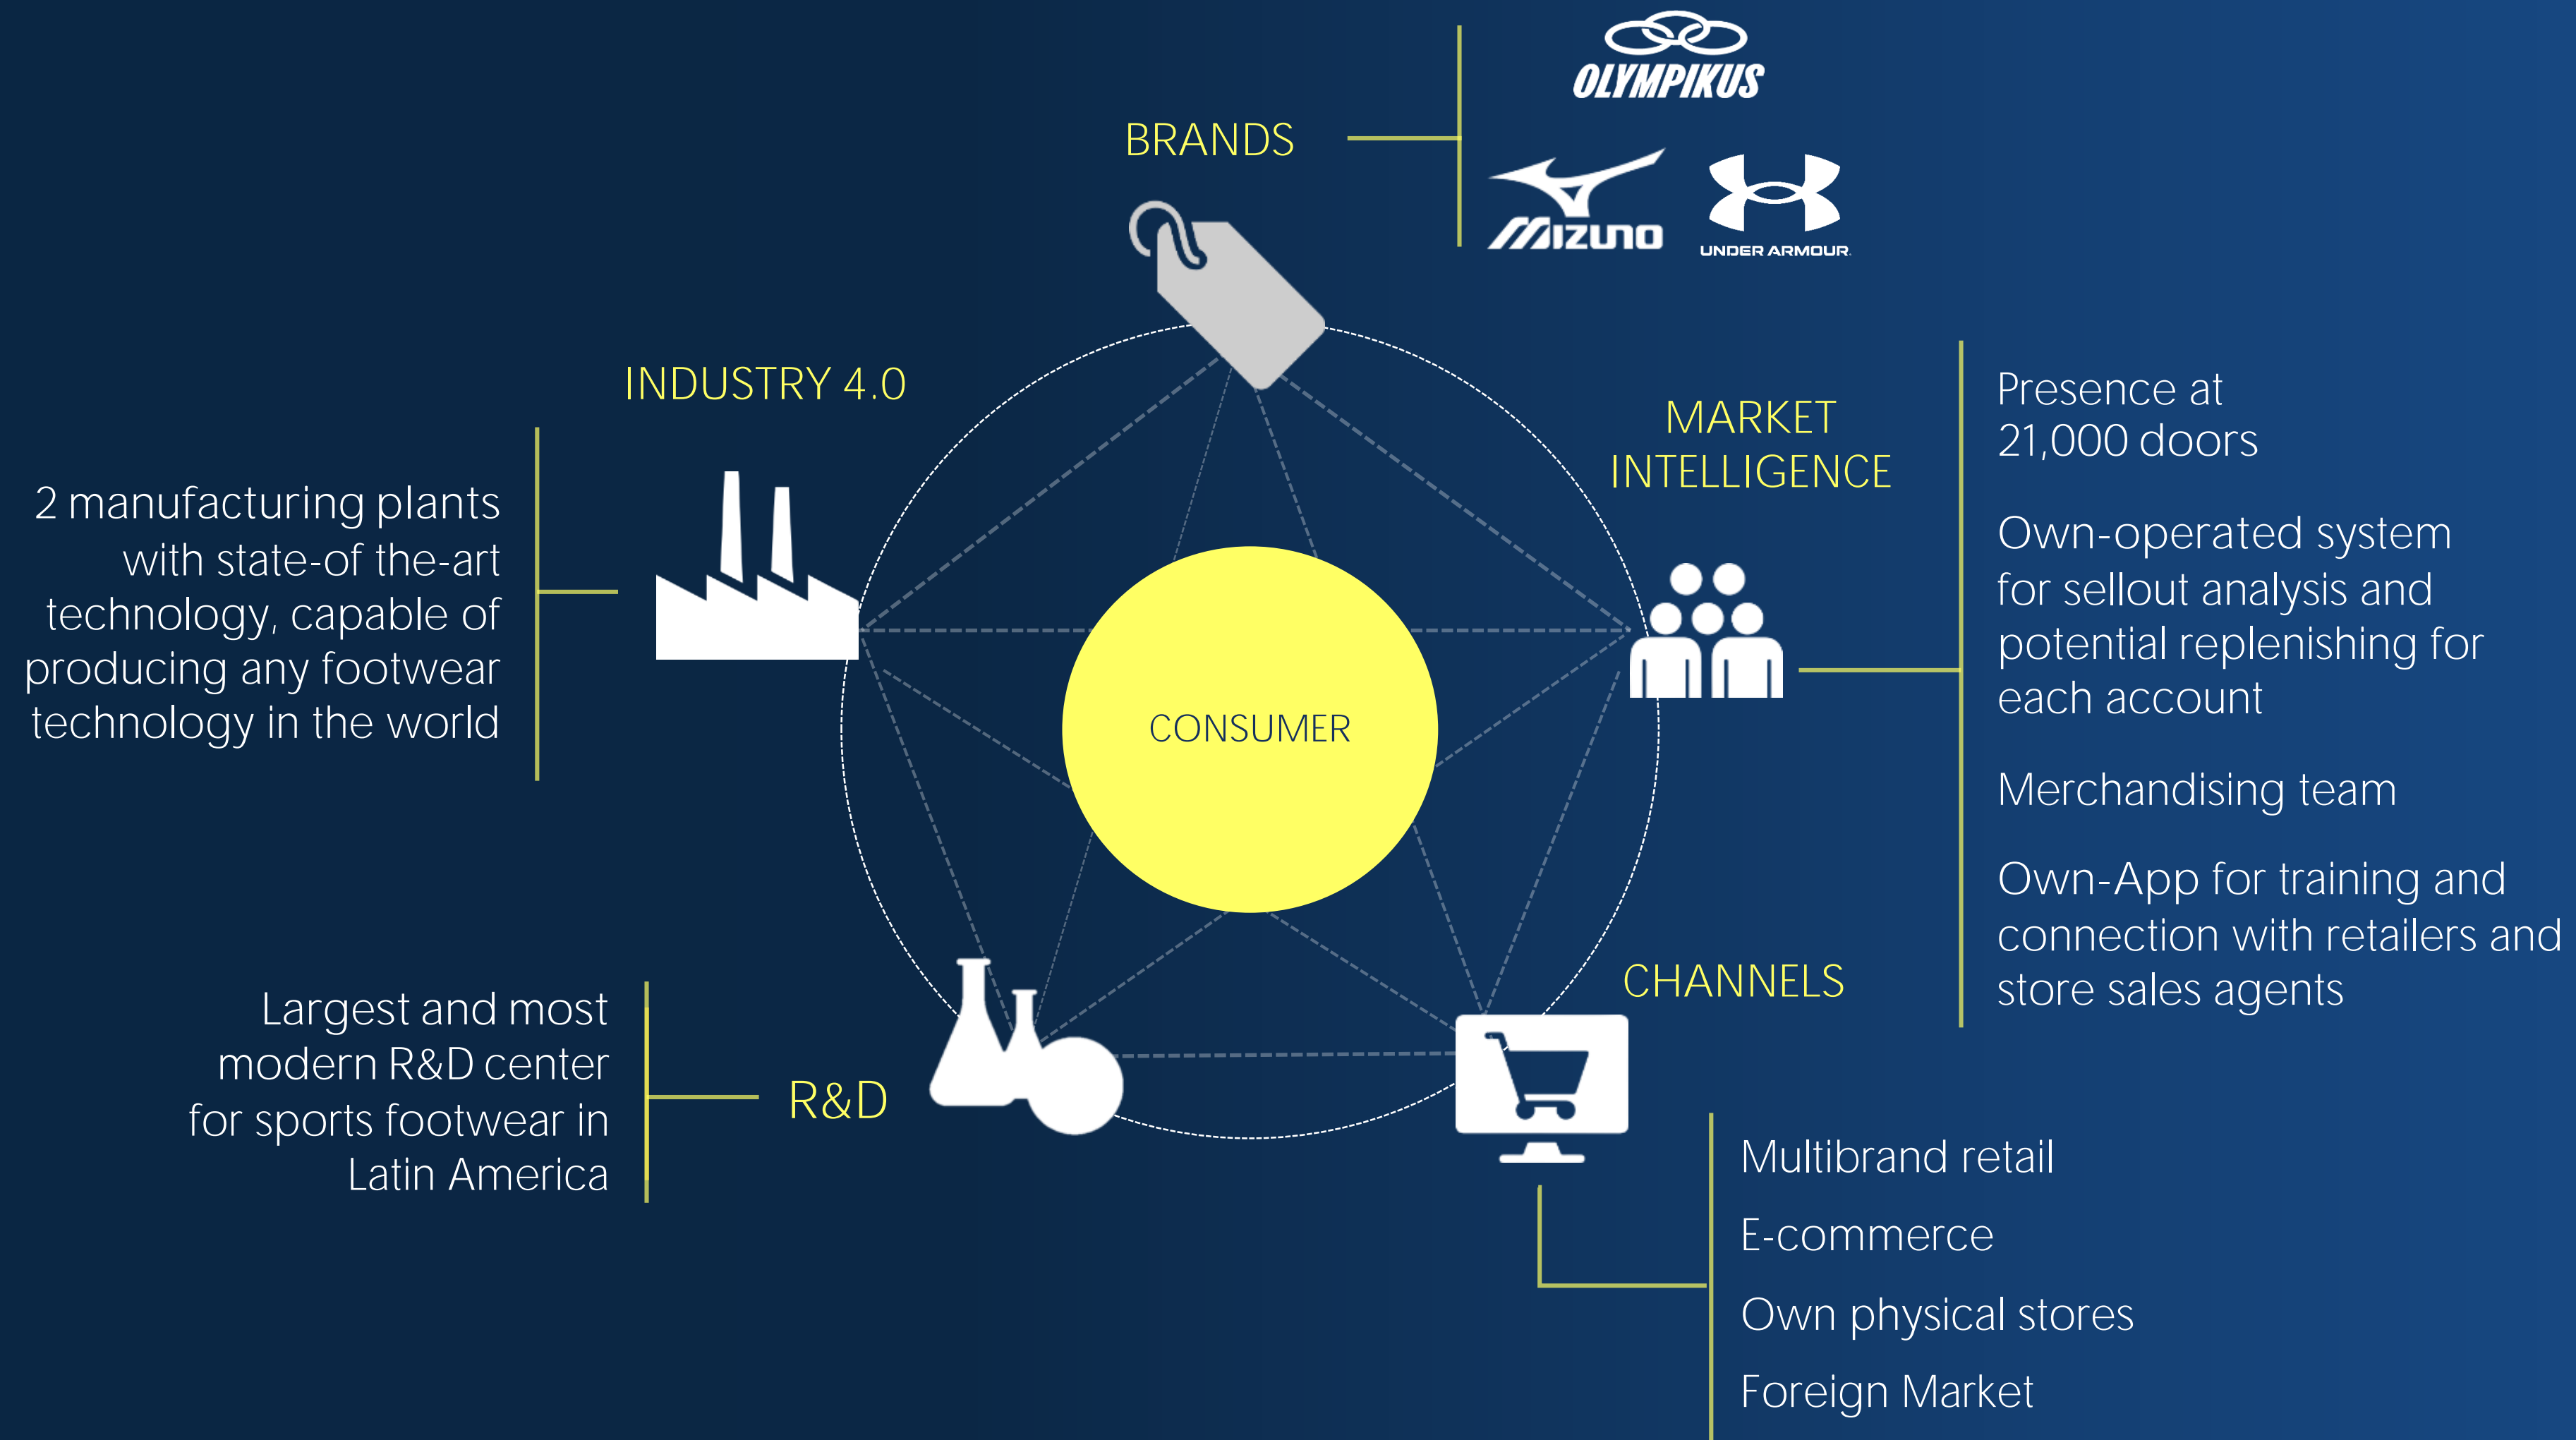 BRANDS
OLYMPIKUS
MIZUNO
UNDER ARMOUR.
INDUSTRY 4.0
2 manufacturing plants
with state-of the-art
technology, capable of
producing any footwear
technology in the world
MARKET
INTELLIGENCE
Presence at
21,000 doors
Own-operated system
for sellout analysis and
potential replenishing for
each account
Merchandising team
Own-App for training and
connection with retailers and
store sales agents
CONSUMER
R&D
Largest and most
modern R&D center
for sports footwear in
Latin America
CHANNELS
Multibrand retail
E-commerce
Own physical stores
Foreign Market